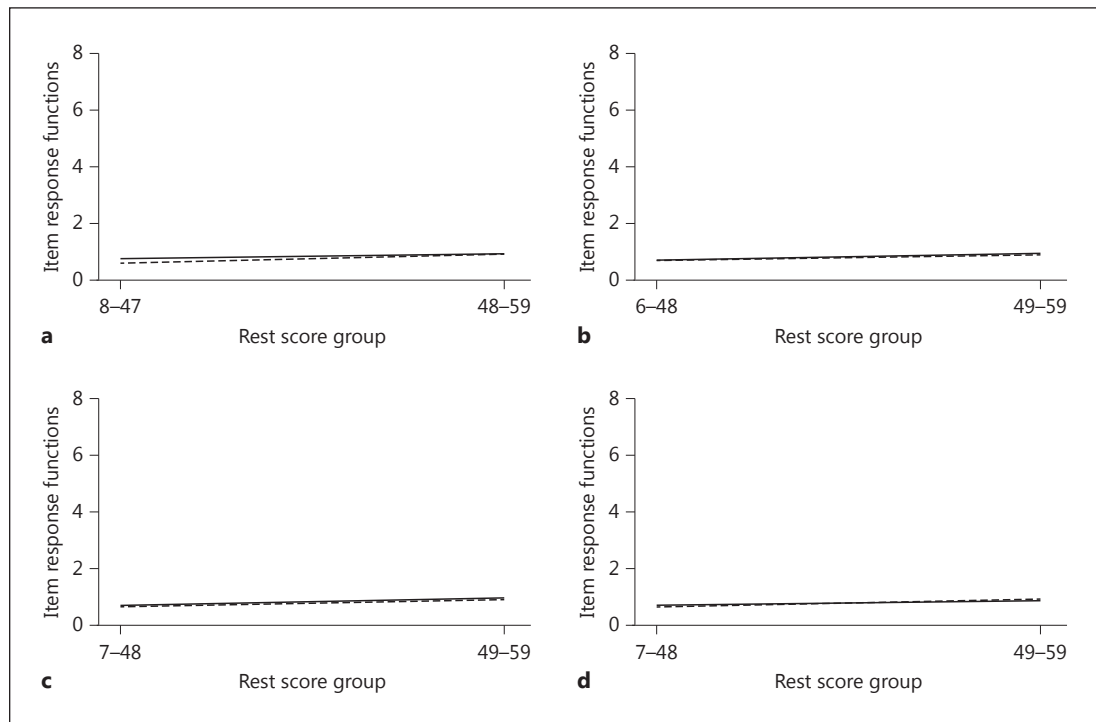 Item response functions
8
6
4
2
0
8–47
48–59
Rest score group
a
Item response functions
8
6
4
2
0
6–48
49–59
Rest score group
b
Item response functions
8
6
4
2
0
7–48
49–59
Rest score group
c
Item response functions
8
6
4
2
0
7–48
49–59
Rest score group
d